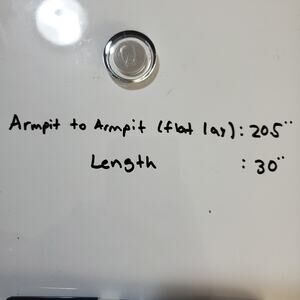 Armpit to Armpit (flat lay): 20.5"
Length : 30"